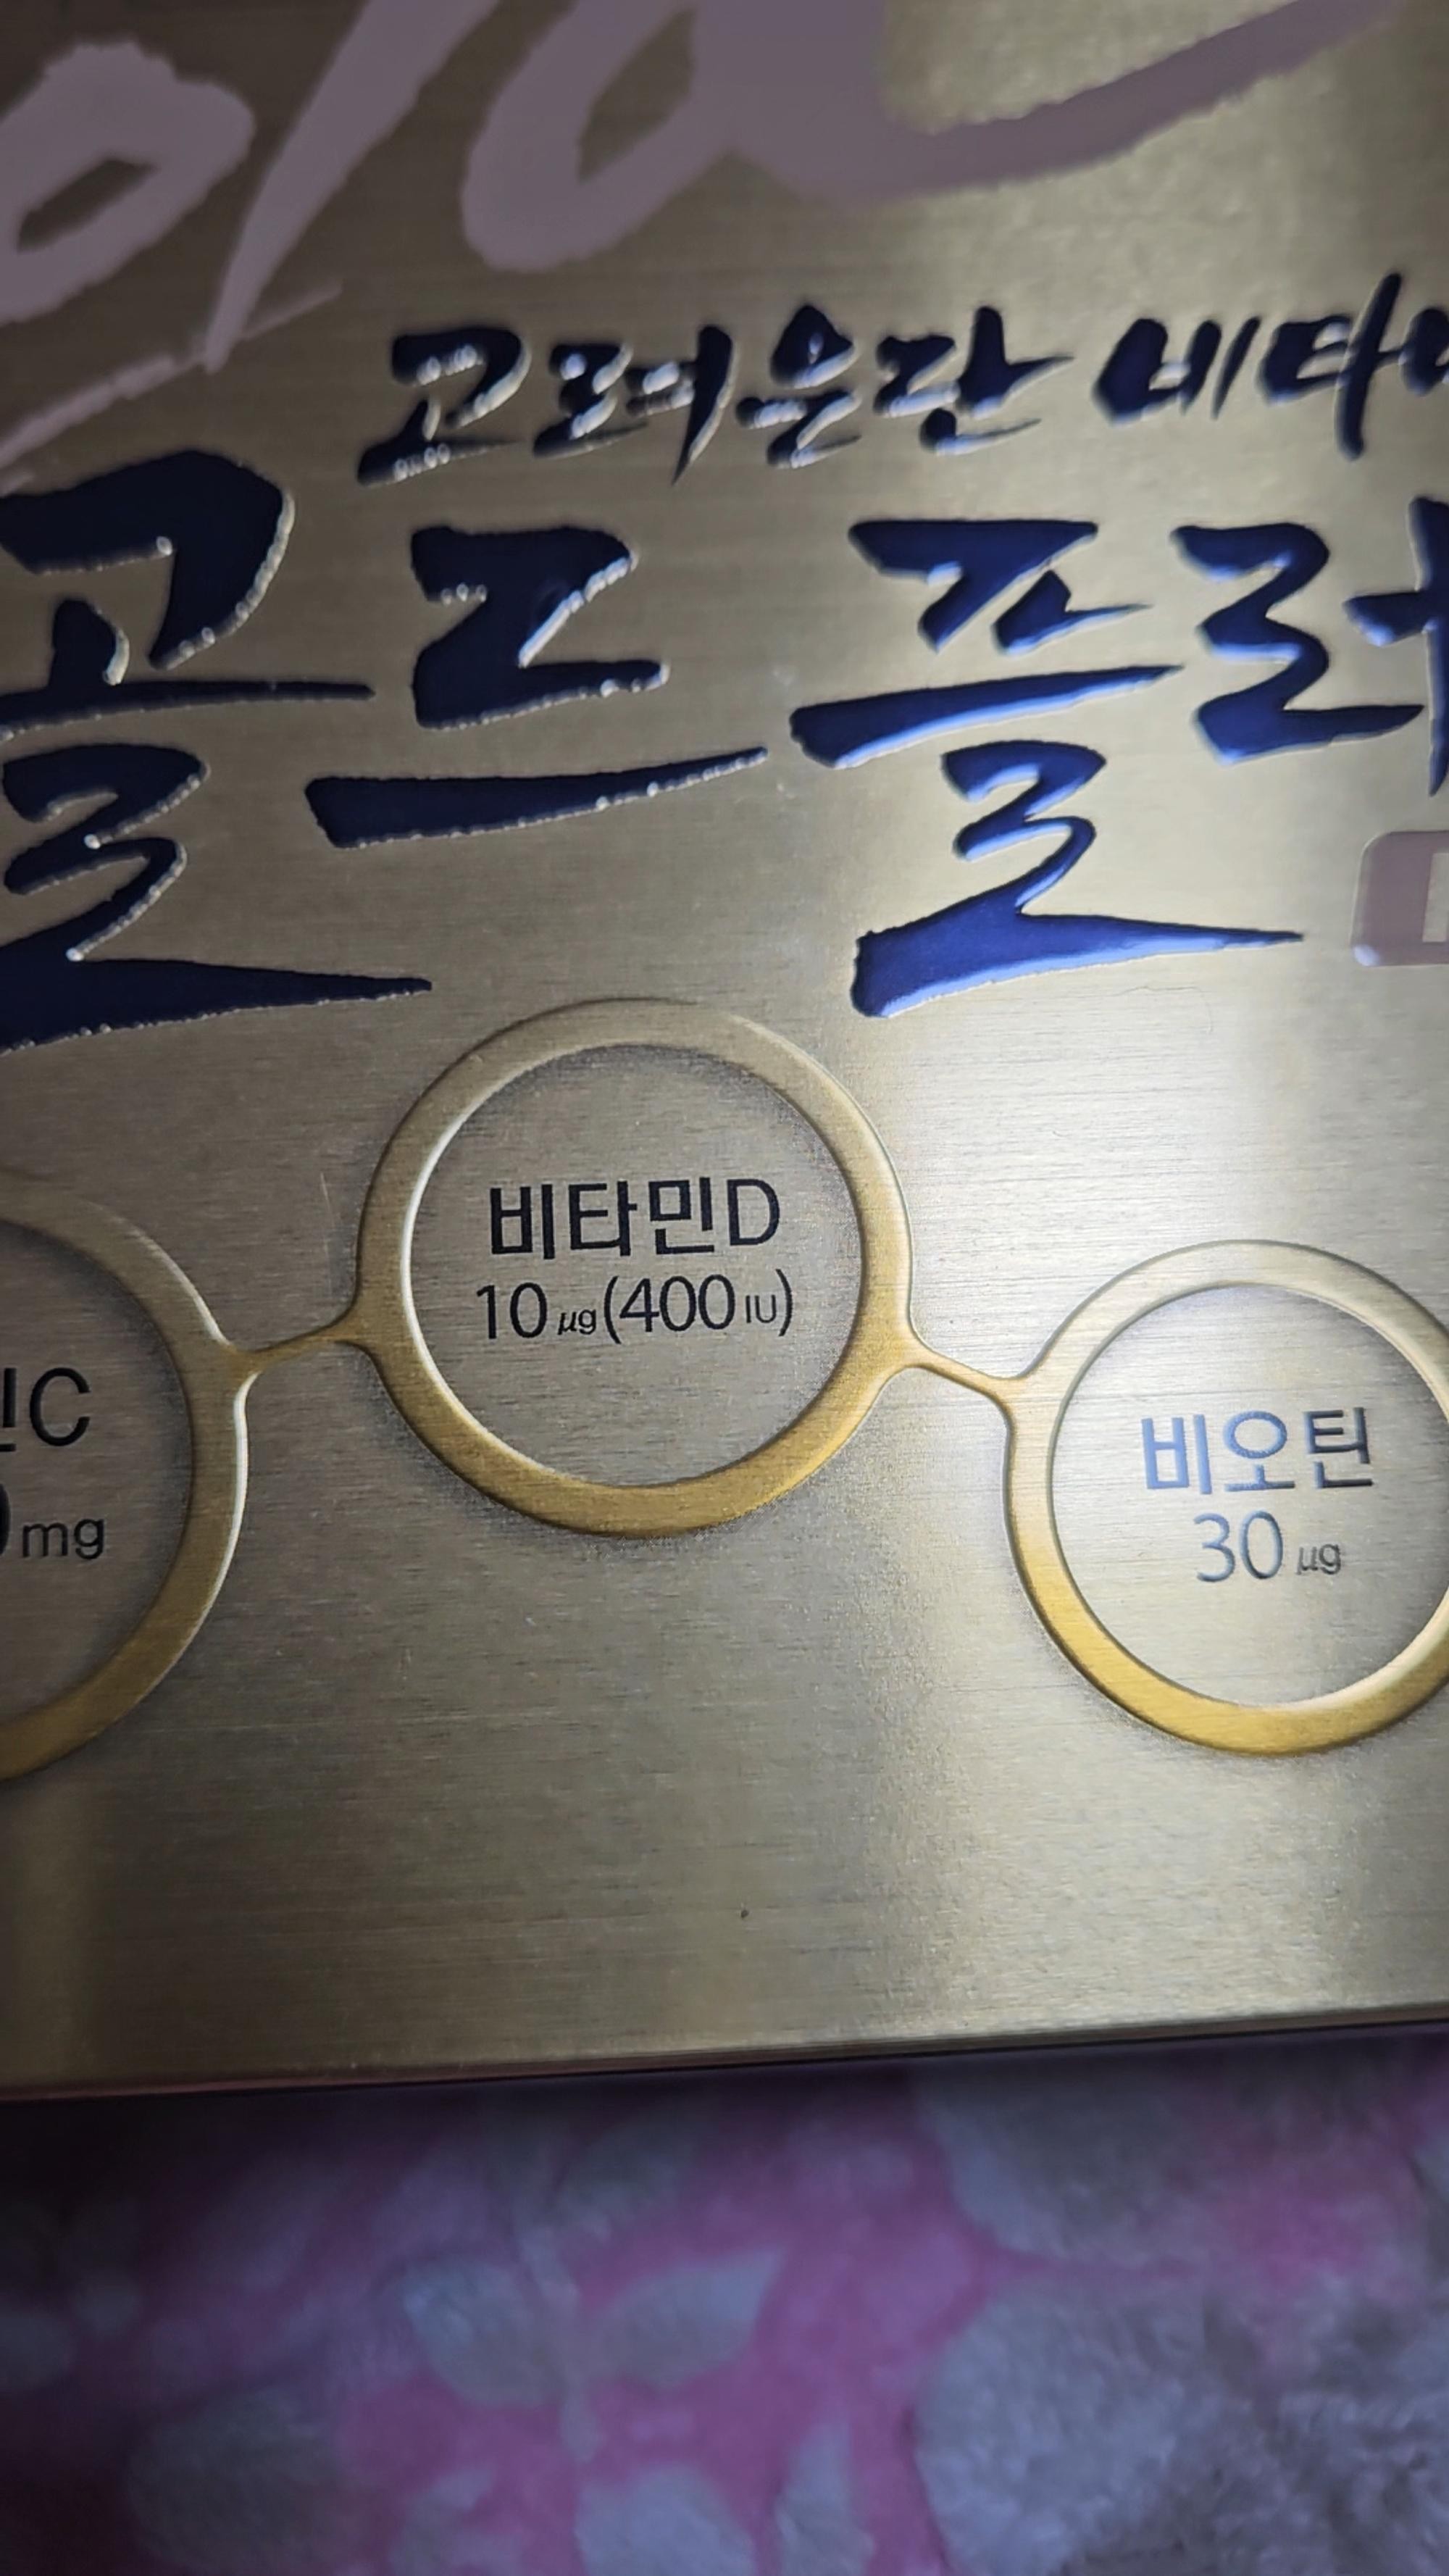 고려은단 비타
골드 플러
비타민D
10㎍(400IU)
비오틴
30㎍
C
mg